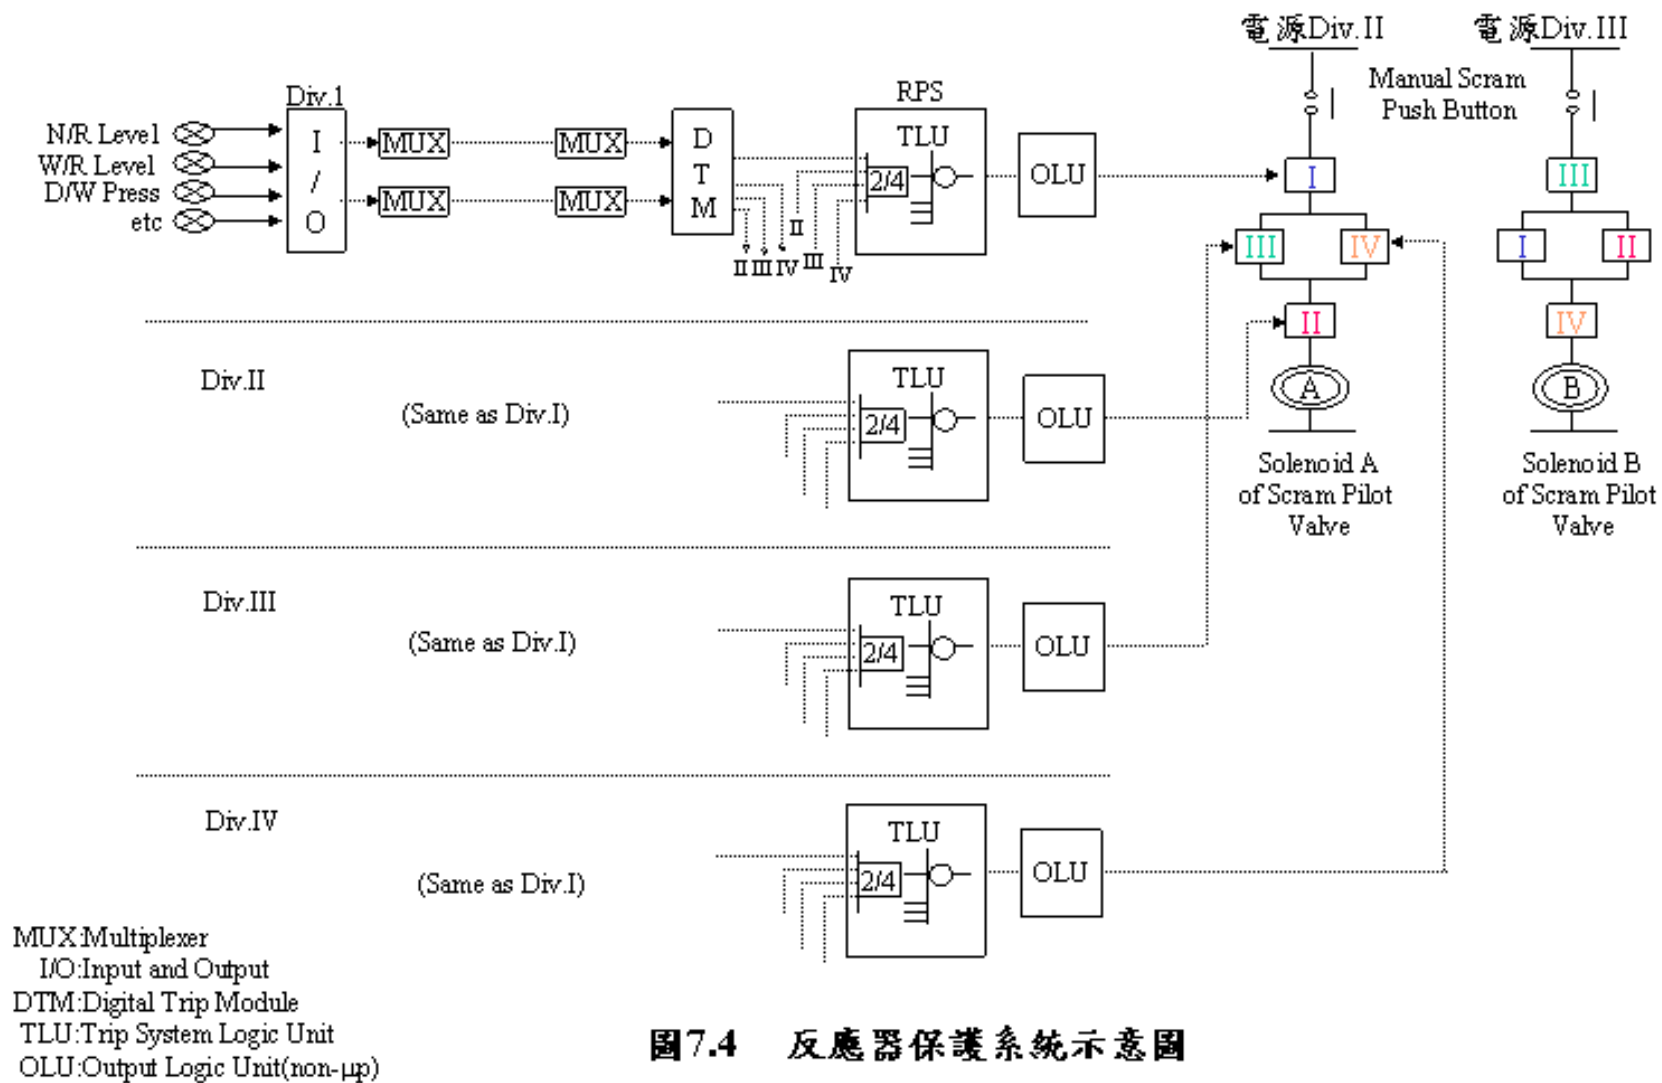 電源Div.II
電源Div.III
Manual Scram
Push Button
Div.1
RPS
N/R Level
W/R Level
D/W Press
etc
I
/
O
MUX
MUX
MUX
MUX
D
T
M
TLU
2/4
OLU
II
III
IV
II
III
IV
I
III
IV
II
A
Solenoid A
of Scram Pilot
Valve
III
I
II
IV
B
Solenoid B
of Scram Pilot
Valve
Div.II
(Same as Div.I)
TLU
2/4
OLU
Div.III
(Same as Div.I)
TLU
2/4
OLU
Div.IV
(Same as Div.I)
TLU
2/4
OLU
MUX:Multiplexer
I/O:Input and Output
DTM:Digital Trip Module
TLU:Trip System Logic Unit
OLU:Output Logic Unit(non-μp)
圖7.4 反應器保護系統示意圖